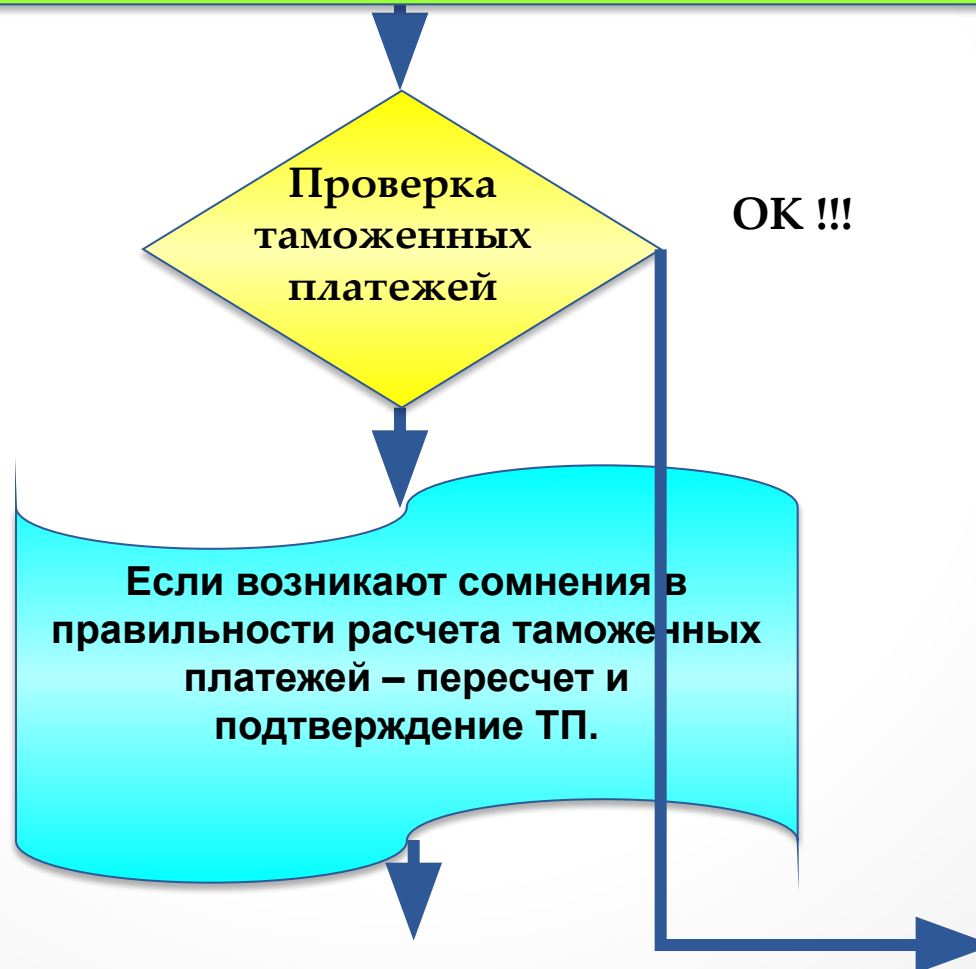 Проверка
таможенных
платежей
ОК !!!
Если возникают сомнения в
правильности расчета таможенных
платежей – пересчет и
подтверждение ТП.